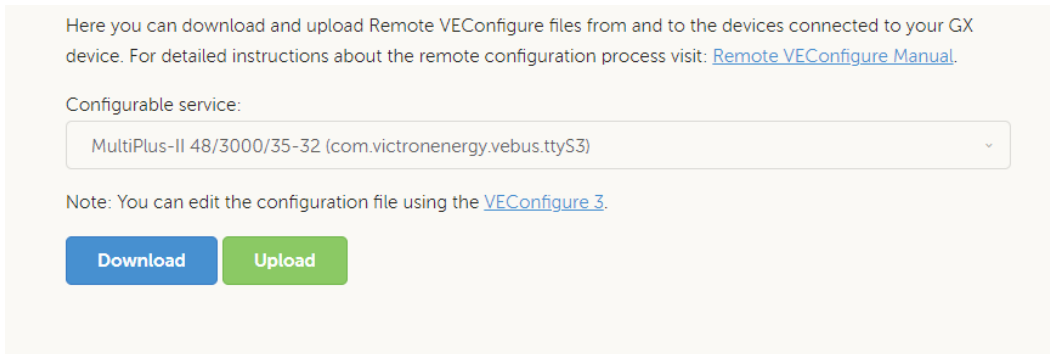 Here you can download and upload Remote VEConfigure files from and to the devices connected to your GX
device. For detailed instructions about the remote configuration process visit: Remote VEConfigure Manual.
Configurable service:
MultiPlus-II 48/3000/35-32 (com.victronenergy.vebus.ttyS3)
Note: You can edit the configuration file using the VEConfigure 3.
Download Upload